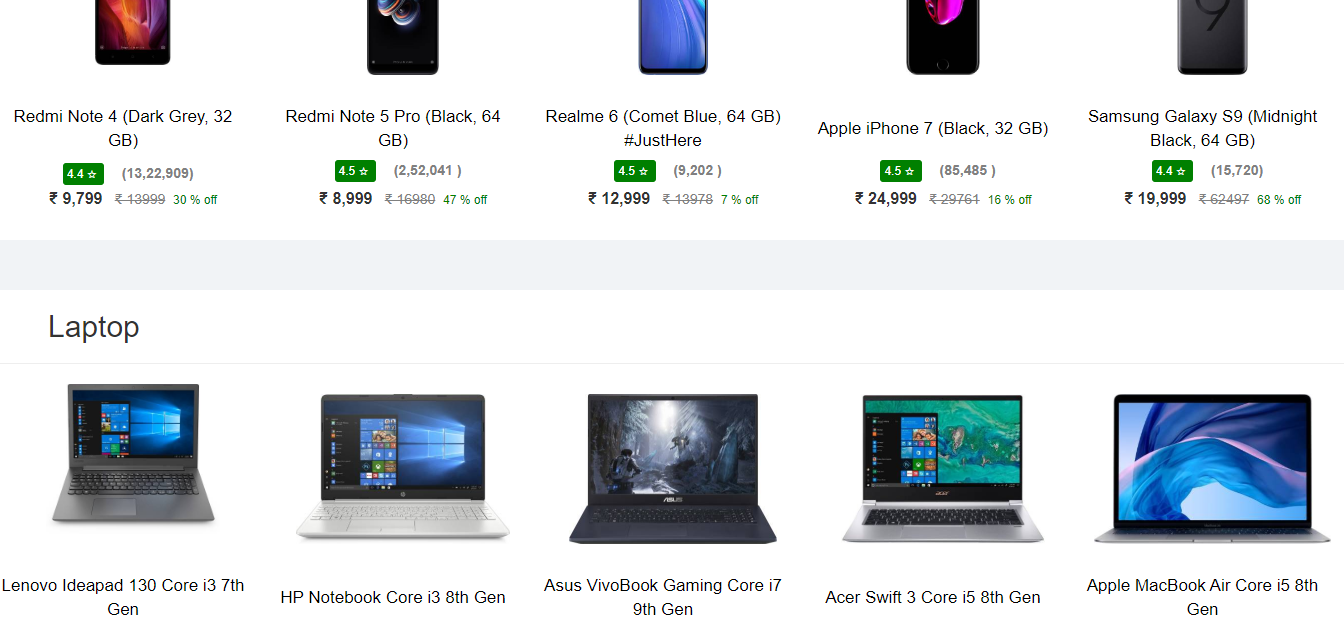 Redmi Note 4 (Dark Grey, 32
GB)
4.4 ☆ (13,22,909)
₹ 9,799 ₹ 13999 30 % off
Redmi Note 5 Pro (Black, 64
GB)
4.5 ☆ (2,52,041 )
₹ 8,999 ₹ 16980 47 % off
Realme 6 (Comet Blue, 64 GB)
#JustHere
4.5 ☆ (9,202 )
₹ 12,999 ₹ 13978 7 % off
Apple iPhone 7 (Black, 32 GB)
4.5 ☆ (85,485 )
₹ 24,999 ₹ 29761 16 % off
9
Samsung Galaxy S9 (Midnight
Black, 64 GB)
4.4 ☆ (15,720)
₹ 19,999 ₹ 62497 68 % off
Laptop
Lenovo Ideapad 130 Core i3 7th
Gen
HP Notebook Core i3 8th Gen
ASUS
Asus VivoBook Gaming Core i7
9th Gen
acer
Acer Swift 3 Core i5 8th Gen
Apple MacBook Air Core i5 8th
Gen